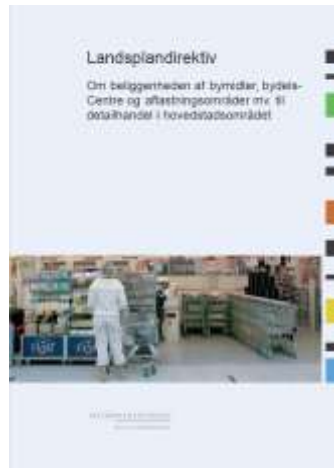 Landsplandirektiv
Om beliggenheden af bymidter, bydels-
Centre og aflastningsområder mv. til
detailhandel i hovedstadsområdet